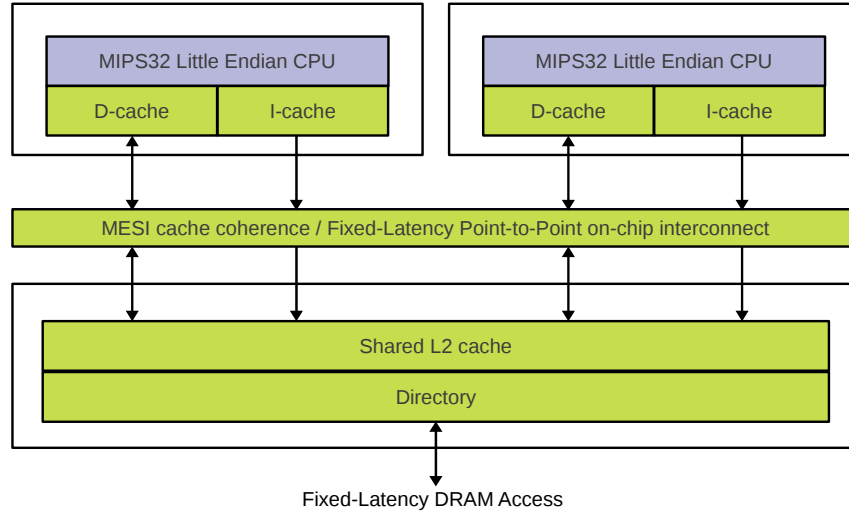 MIPS32 Little Endian CPU
D-cache
I-cache
MIPS32 Little Endian CPU
D-cache
I-cache
MESI cache coherence / Fixed-Latency Point-to-Point on-chip interconnect
Shared L2 cache
Directory
Fixed-Latency DRAM Access